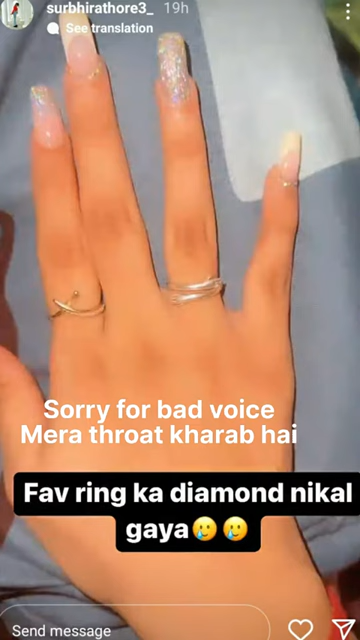 surbhirathore3_ 19h
See translation
Sorry for bad voice
Mera throat kharab hai
Fav ring ka diamond nikal
gaya🥲🥲
Send message